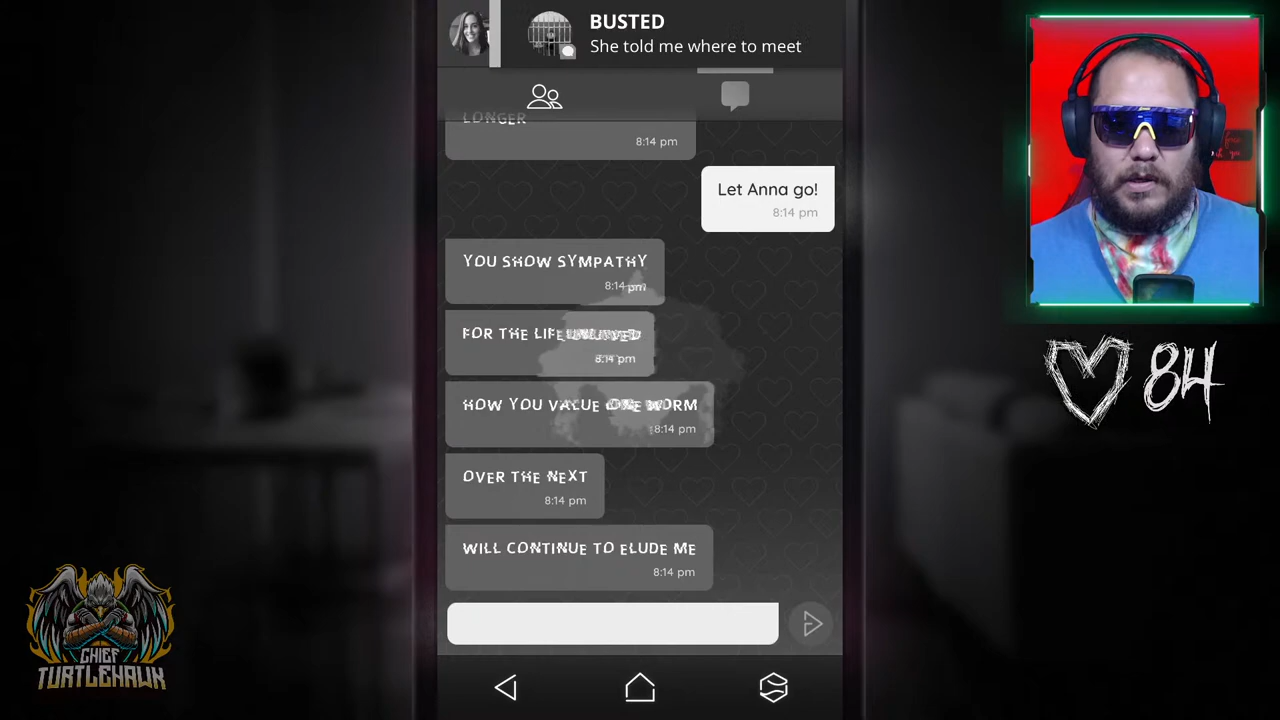 BUSTED
She told me where to meet
LONGER
8:14 pm
Let Anna go!
8:14 pm
YOU SHOW SYMPATHY
8:14 pm
FOR THE LIFE
8:14 pm
HOW YOU VALUE ONE WORM
8:14 pm
OVER THE NEXT
8:14 pm
WILL CONTINUE TO ELUDE ME
8:14 pm
84
CHIEF
TURTLEHAWK